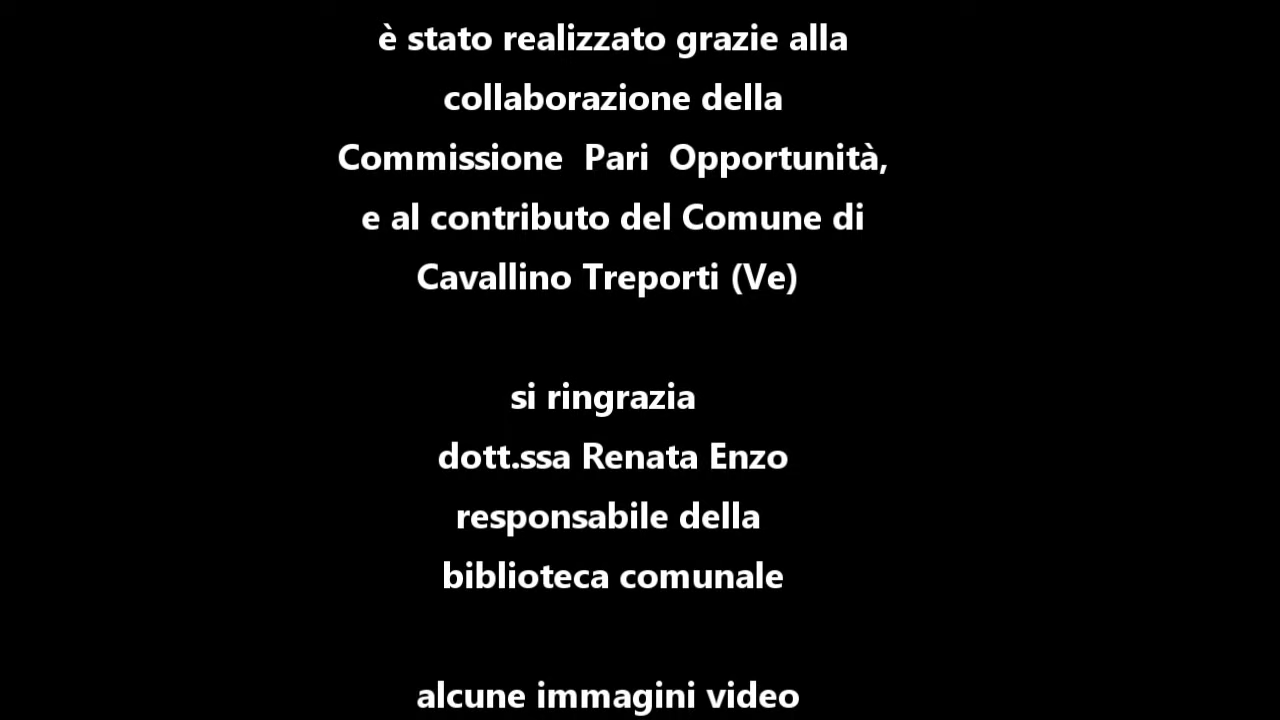 è stato realizzato grazie alla
collaborazione della
Commissione Pari Opportunità,
e al contributo del Comune di
Cavallino Treporti (Ve)
si ringrazia
dott.ssa Renata Enzo
responsabile della
biblioteca comunale
alcune immagini video